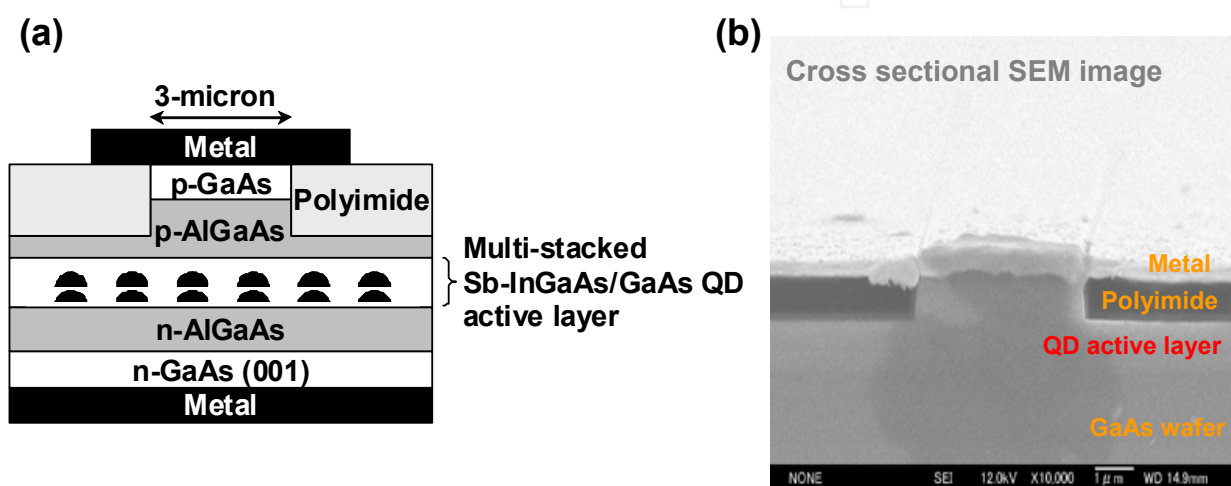 (a)
3-micron
Metal
p-GaAs
Polyimide
p-AlGaAs
Multi-stacked
Sb-InGaAs/GaAs QD
active layer
n-AlGaAs
n-GaAs (001)
Metal
(b)
Cross sectional SEM image
Metal
Polyimide
QD active layer
GaAs wafer
NONE SEI 12.0kV X10,000 1μm WD 14.9mm